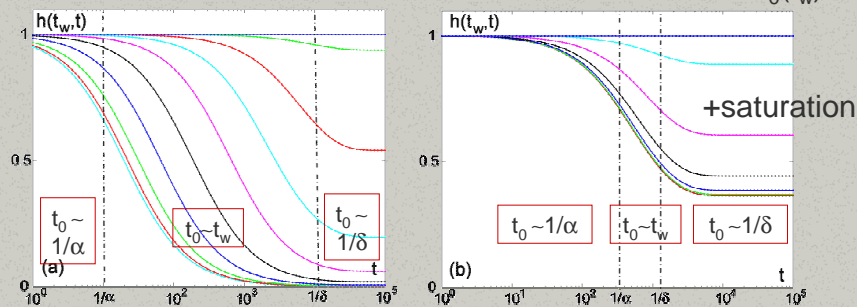 h(t_w,t)
1
0 5
0
t_0 ~ 1/α
t_0~t_w
t_0 ~ 1/δ
(a)
t
10^0 1/α 10^2 10^3 1/δ 10^5
h(t_w,t)
1
0 5
0
+saturation
t_0 ~1/α
t_0~t_w
t_0 ~1/δ
(b)
t
10^0 10^1 10^2 1/α 1/δ 10^4 10^5